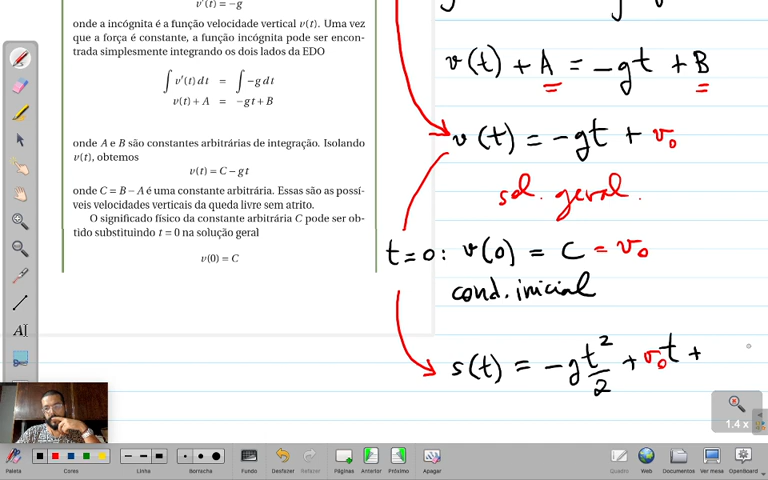 v′(t) = −g
onde a incógnita é a função velocidade vertical v(t). Uma vez
que a força é constante, a função incógnita pode ser encon-
trada simplesmente integrando os dois lados da EDO
∫ v′(t) dt = ∫ −g dt
v(t) + A = −gt + B
onde A e B são constantes arbitrárias de integração. Isolando
v(t), obtemos
v(t) = C − gt
onde C = B − A é uma constante arbitrária. Essas são as possí-
veis velocidades verticais da queda livre sem atrito.
O significado físico da constante arbitrária C pode ser ob-
tido substituindo t = 0 na solução geral
v(0) = C
v(t) + A = −gt + B
v(t) = −gt + v₀
sol. geral.
t=0: v(0) = C = v₀
cond. inicial
s(t) = −gt²/2 + v₀t +
1.4 x
Paleta Cores Linha Borracha Fundo Desfazer Refazer Páginas Anterior Próximo Apagar Quadro Web Documentos Ver mesa OpenBoard